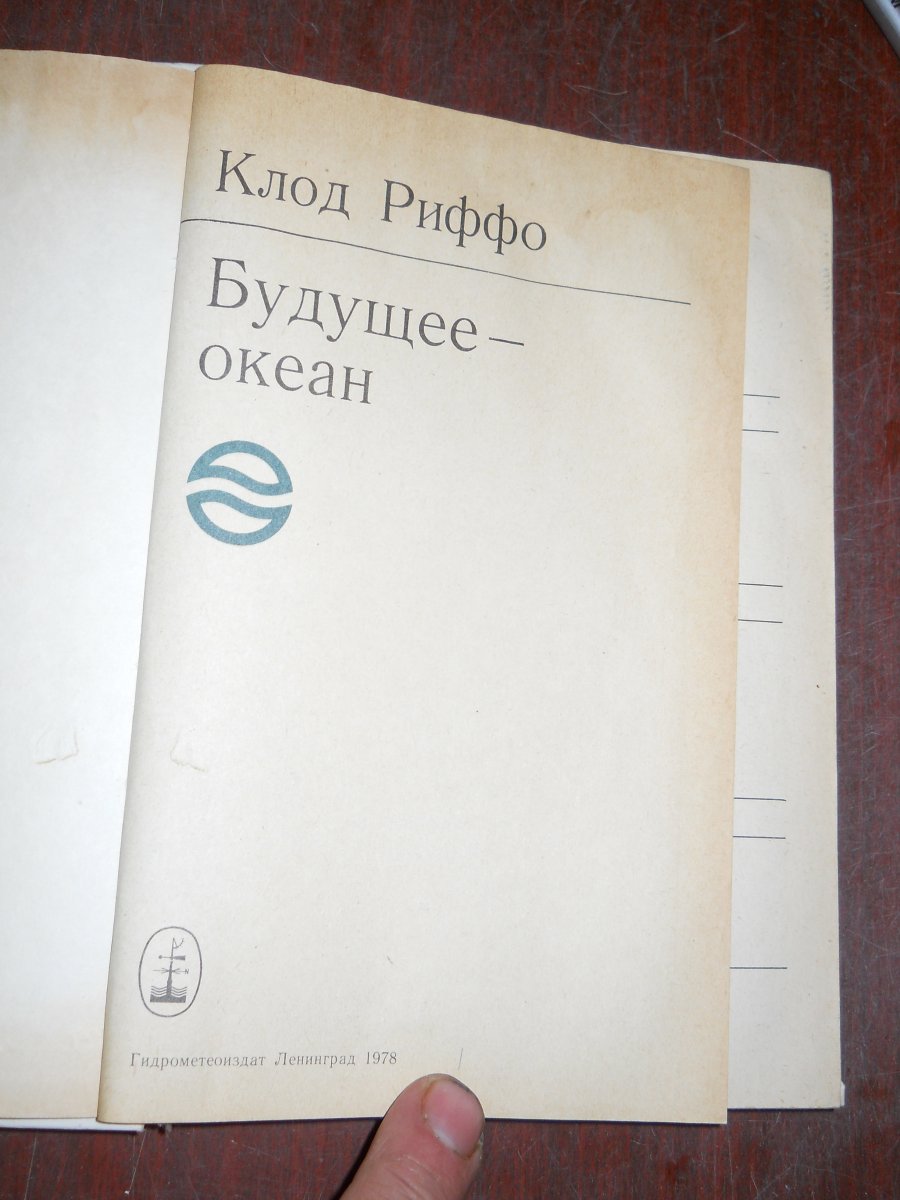 Клод Риффо
Будущее –
океан
Гидрометеоиздат Ленинград 1978